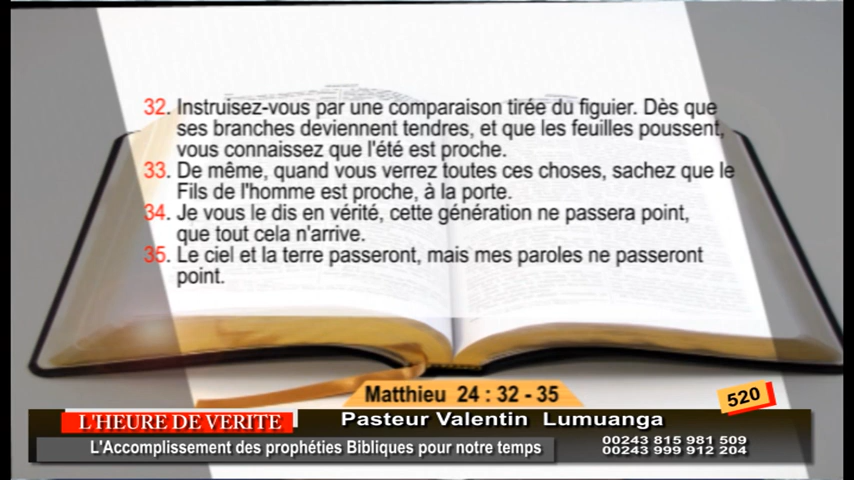 32. Instruisez-vous par une comparaison tirée du figuier. Dès que
ses branches deviennent tendres, et que les feuilles poussent,
vous connaissez que l'été est proche.
33. De même, quand vous verrez toutes ces choses, sachez que le
Fils de l'homme est proche, à la porte.
34. Je vous le dis en vérité, cette génération ne passera point,
que tout cela n'arrive.
35. Le ciel et la terre passeront, mais mes paroles ne passeront
point.
Matthieu 24 : 32 - 35
520
L'HEURE DE VERITE
Pasteur Valentin Lumuanga
L'Accomplissement des prophéties Bibliques pour notre temps
00243 815 981 509
00243 999 912 204